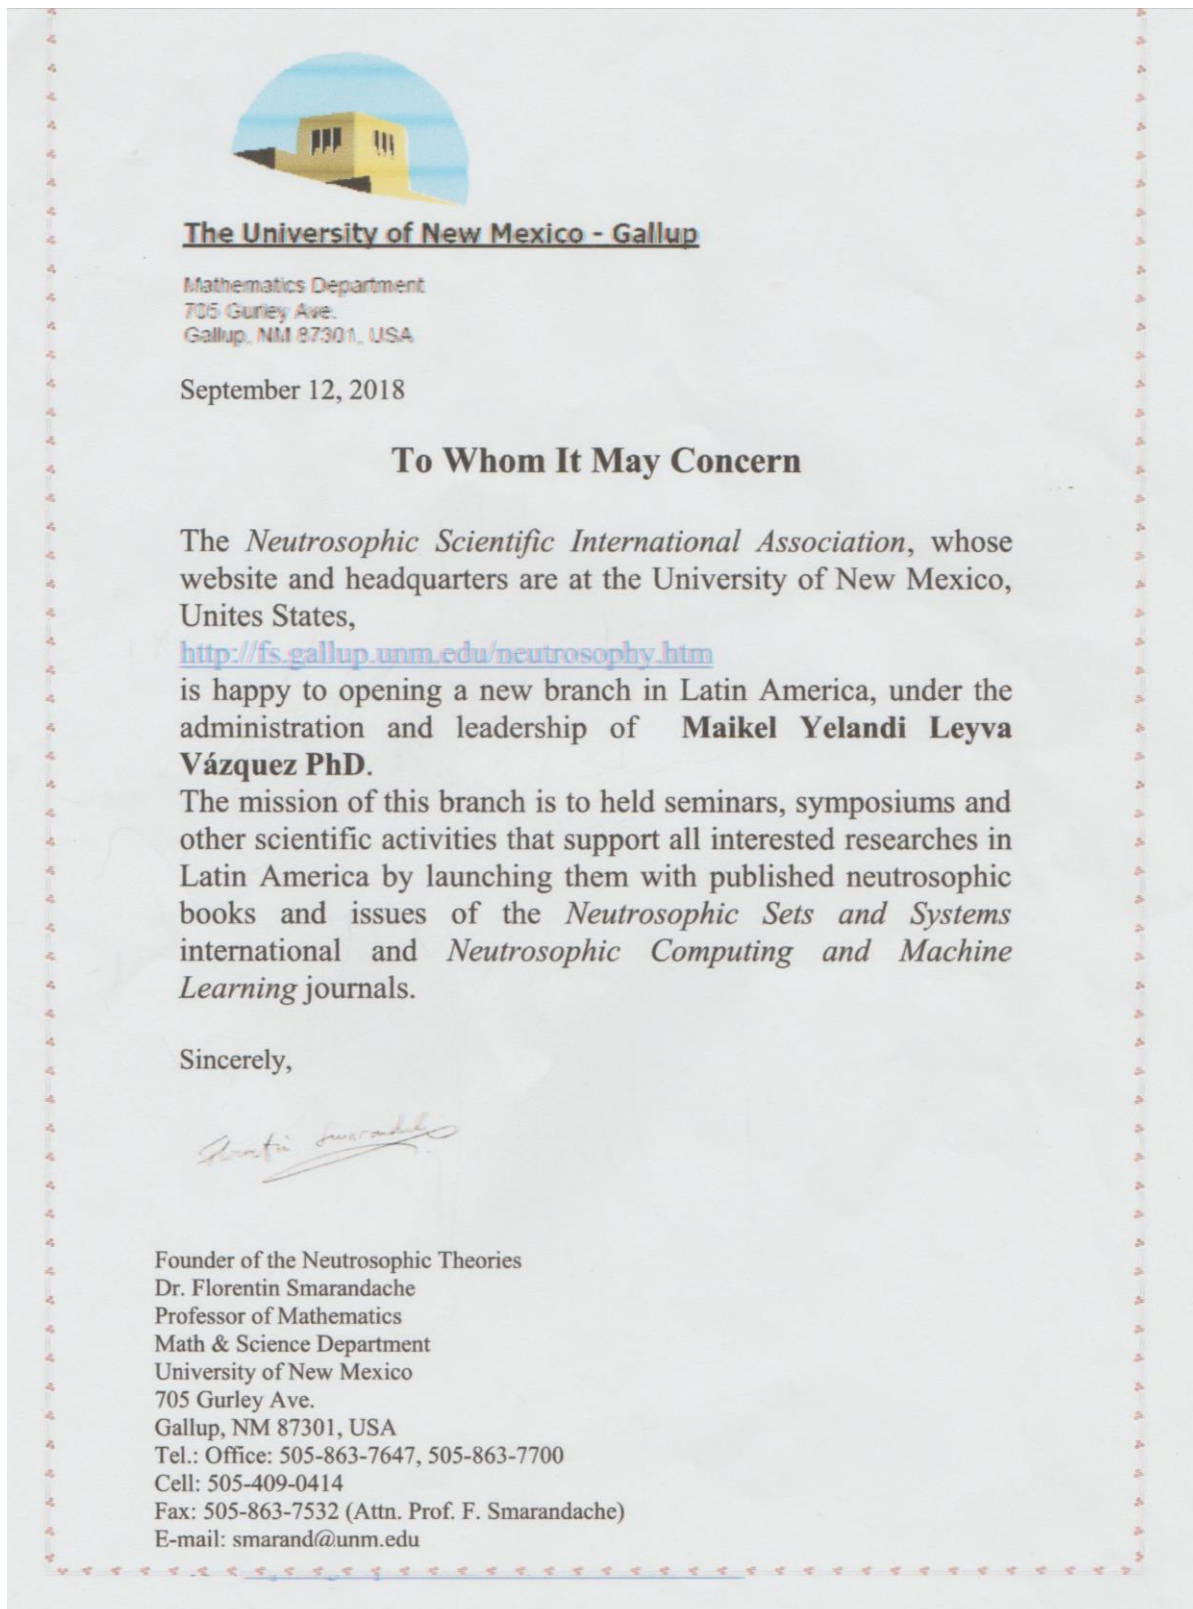 The University of New Mexico - Gallup
Mathematics Department
705 Gurley Ave.
Gallup, NM 87301, USA
September 12, 2018
To Whom It May Concern
The Neutrosophic Scientific International Association, whose
website and headquarters are at the University of New Mexico,
Unites States,
http://fs.gallup.unm.edu/neutrosophy.htm
is happy to opening a new branch in Latin America, under the
administration and leadership of Maikel Yelandi Leyva
Vázquez PhD.
The mission of this branch is to held seminars, symposiums and
other scientific activities that support all interested researches in
Latin America by launching them with published neutrosophic
books and issues of the Neutrosophic Sets and Systems
international and Neutrosophic Computing and Machine
Learning journals.
Sincerely,
Florentin Smarandache
Founder of the Neutrosophic Theories
Dr. Florentin Smarandache
Professor of Mathematics
Math & Science Department
University of New Mexico
705 Gurley Ave.
Gallup, NM 87301, USA
Tel.: Office: 505-863-7647, 505-863-7700
Cell: 505-409-0414
Fax: 505-863-7532 (Attn. Prof. F. Smarandache)
E-mail: smarand@unm.edu